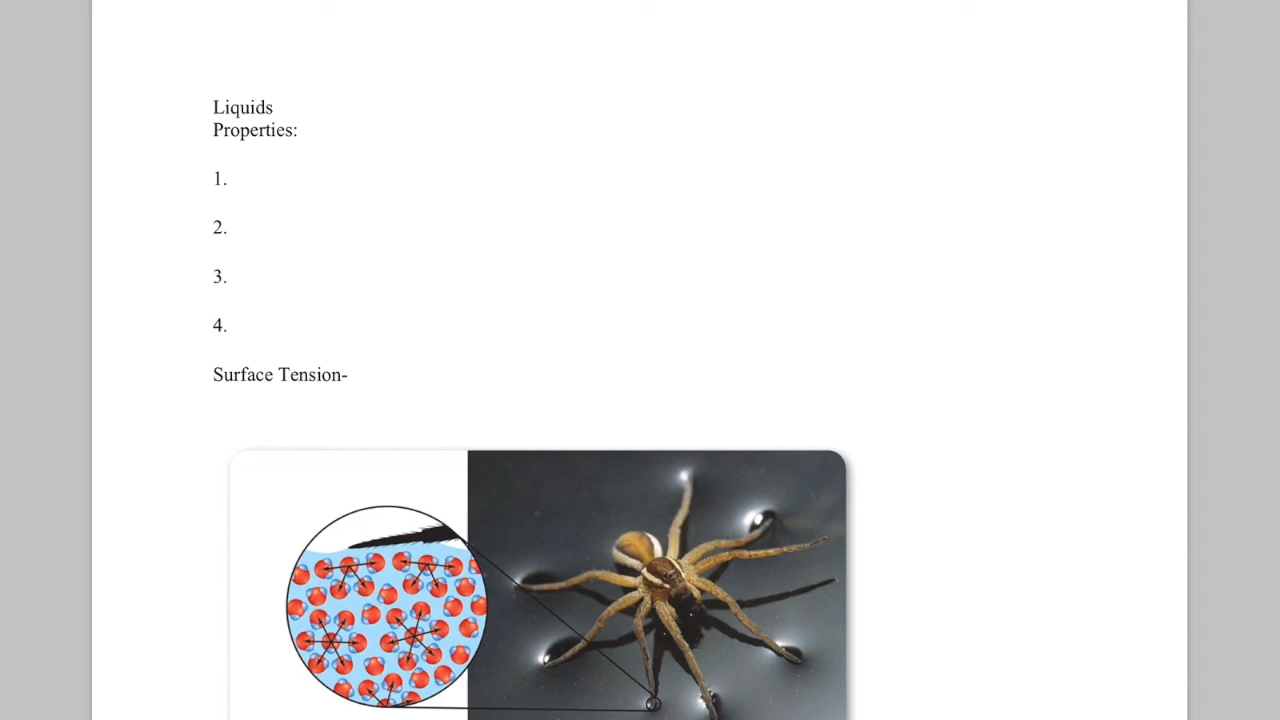 Liquids
Properties:
1.
2.
3.
4.
Surface Tension-